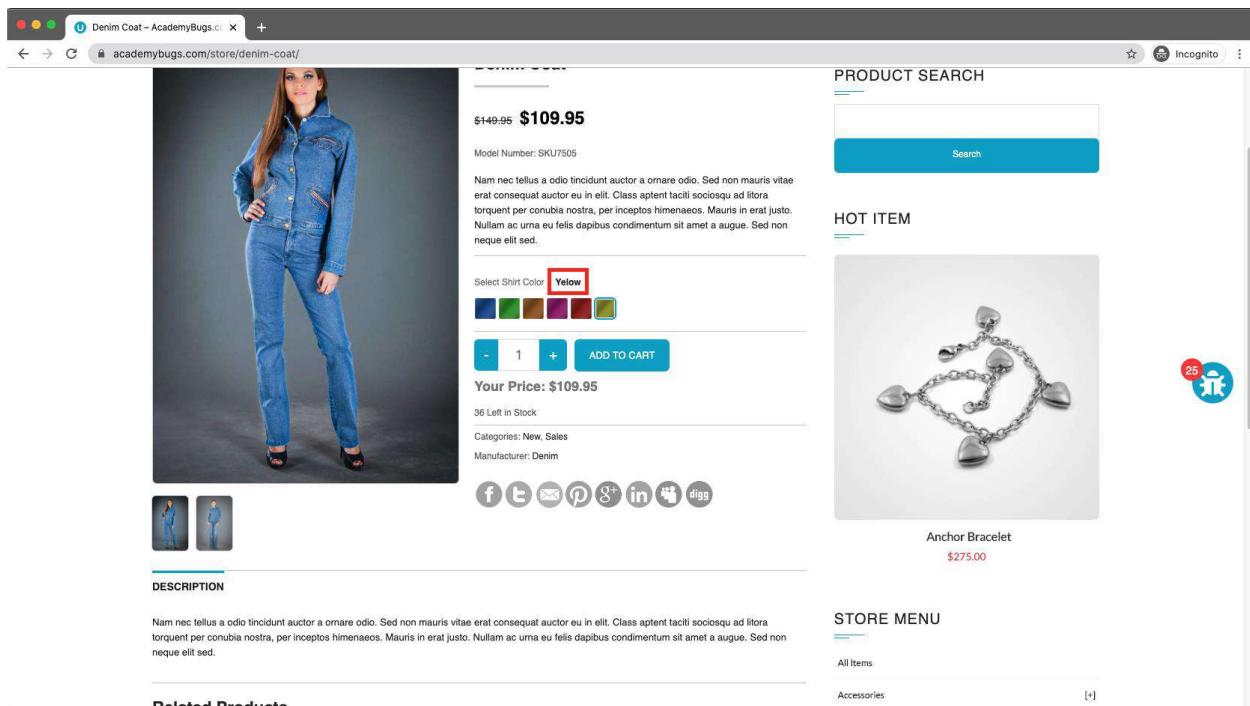 Denim Coat – AcademyBugs.c
academybugs.com/store/denim-coat/
Incognito
Denim Coat
$149.95 $109.95
Model Number: SKU7505
Nam nec tellus a odio tincidunt auctor a ornare odio. Sed non mauris vitae
erat consequat auctor eu in elit. Class aptent taciti sociosqu ad litora
torquent per conubia nostra, per inceptos himenaeos. Mauris in erat justo.
Nullam ac urna eu felis dapibus condimentum sit amet a augue. Sed non
neque elit sed.
Select Shirt Color Yelow
- 1 + ADD TO CART
Your Price: $109.95
36 Left in Stock
Categories: New, Sales
Manufacturer: Denim
digg
DESCRIPTION
Nam nec tellus a odio tincidunt auctor a ornare odio. Sed non mauris vitae erat consequat auctor eu in elit. Class aptent taciti sociosqu ad litora
torquent per conubia nostra, per inceptos himenaeos. Mauris in erat justo. Nullam ac urna eu felis dapibus condimentum sit amet a augue. Sed non
neque elit sed.
Related Products
PRODUCT SEARCH
Search
HOT ITEM
Anchor Bracelet
$275.00
STORE MENU
All Items
Accessories [+]
25